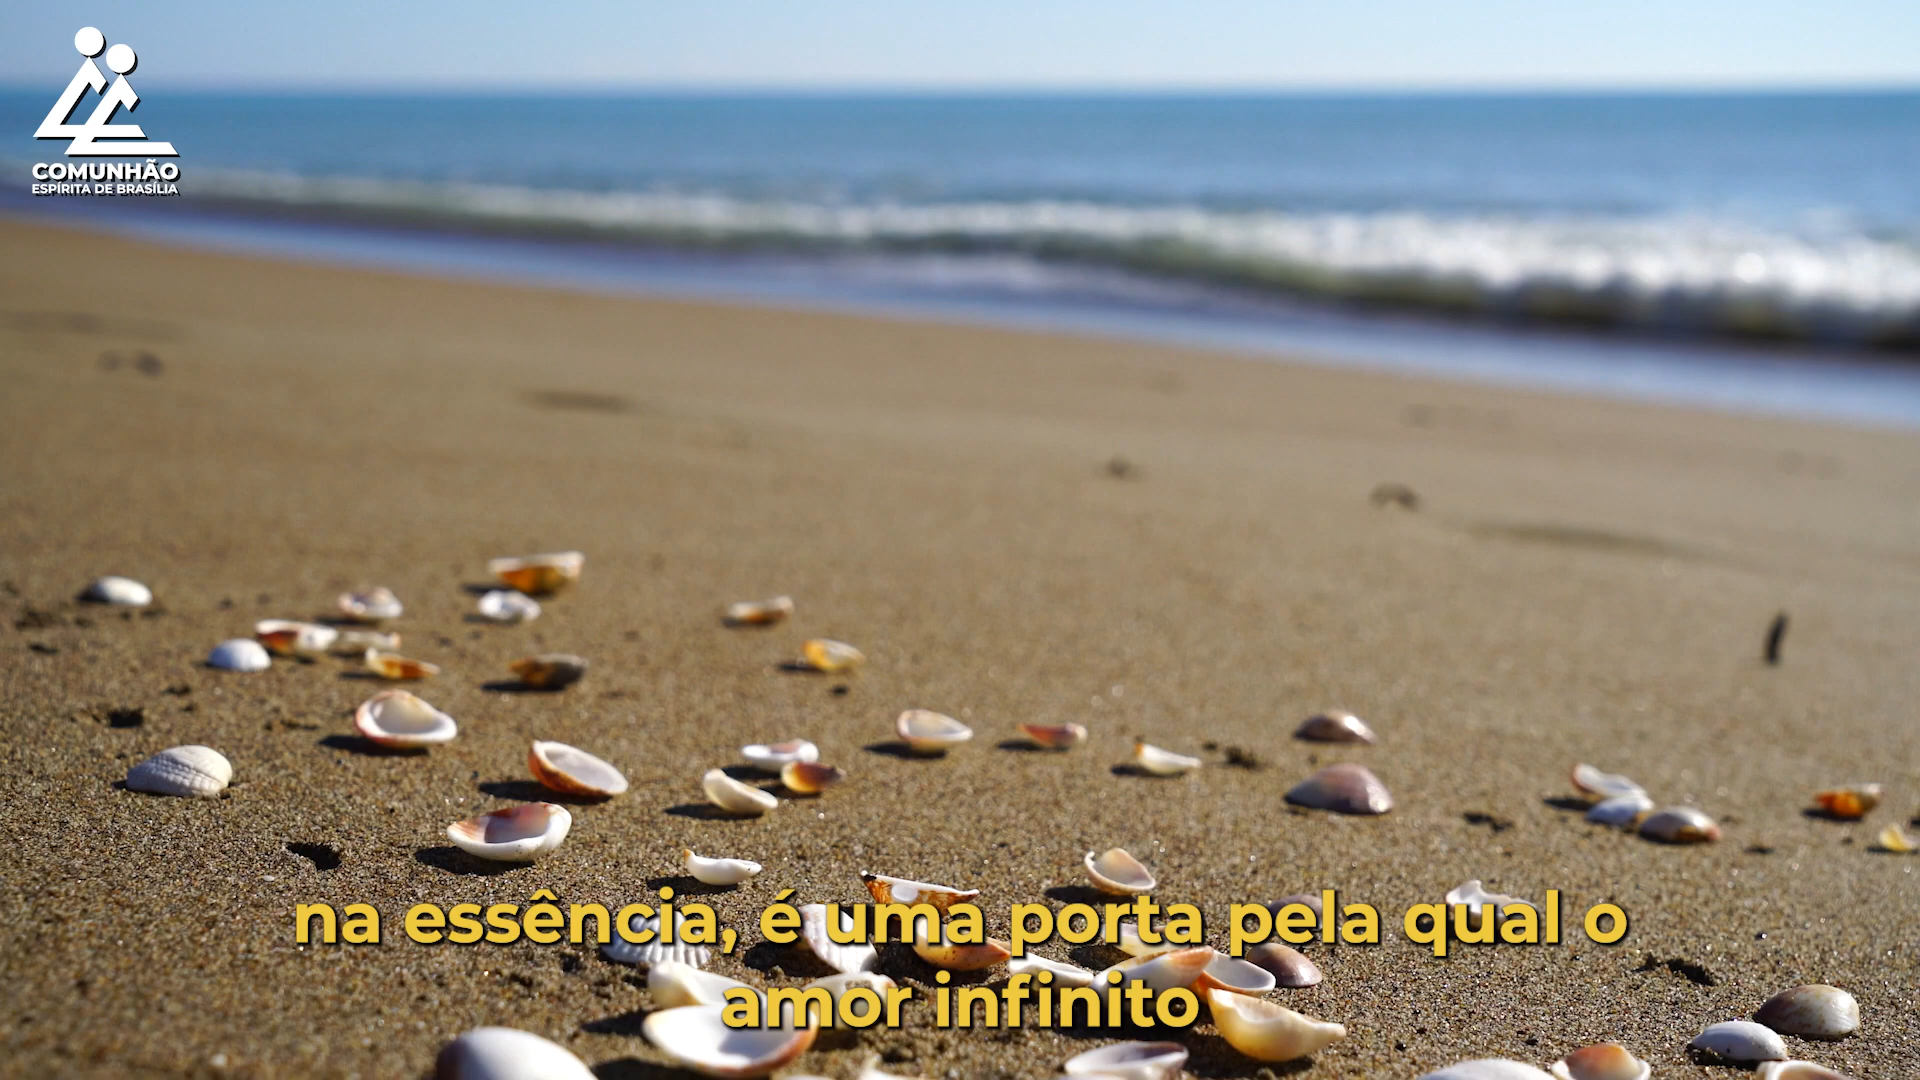 COMUNHÃO
ESPÍRITA DE BRASÍLIA
na essência, é uma porta pela qual o
amor infinito